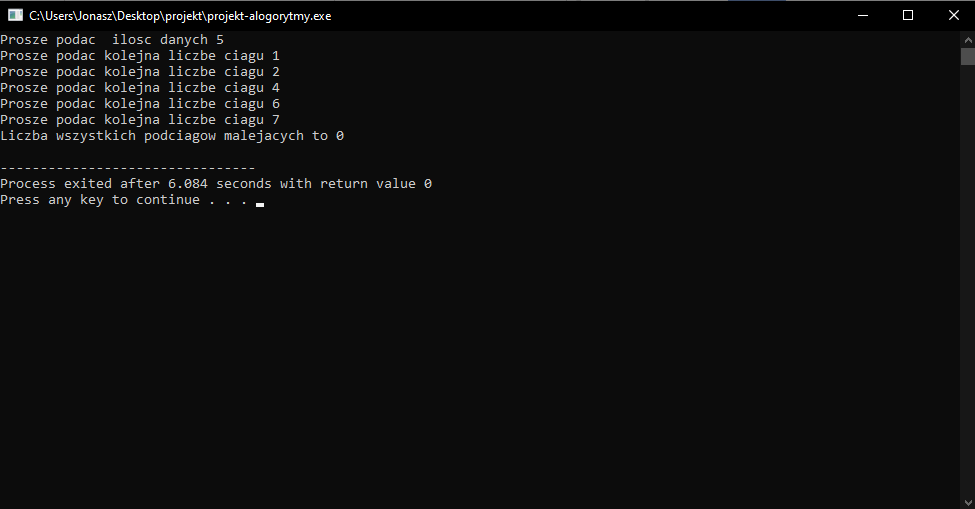 C:\Users\Jonasz\Desktop\projekt\projekt-alogorytmy.exe
Prosze podac  ilosc danych 5
Prosze podac kolejna liczbe ciagu 1
Prosze podac kolejna liczbe ciagu 2
Prosze podac kolejna liczbe ciagu 4
Prosze podac kolejna liczbe ciagu 6
Prosze podac kolejna liczbe ciagu 7
Liczba wszystkich podciagow malejacych to 0
--------------------------------
Process exited after 6.084 seconds with return value 0
Press any key to continue . . .